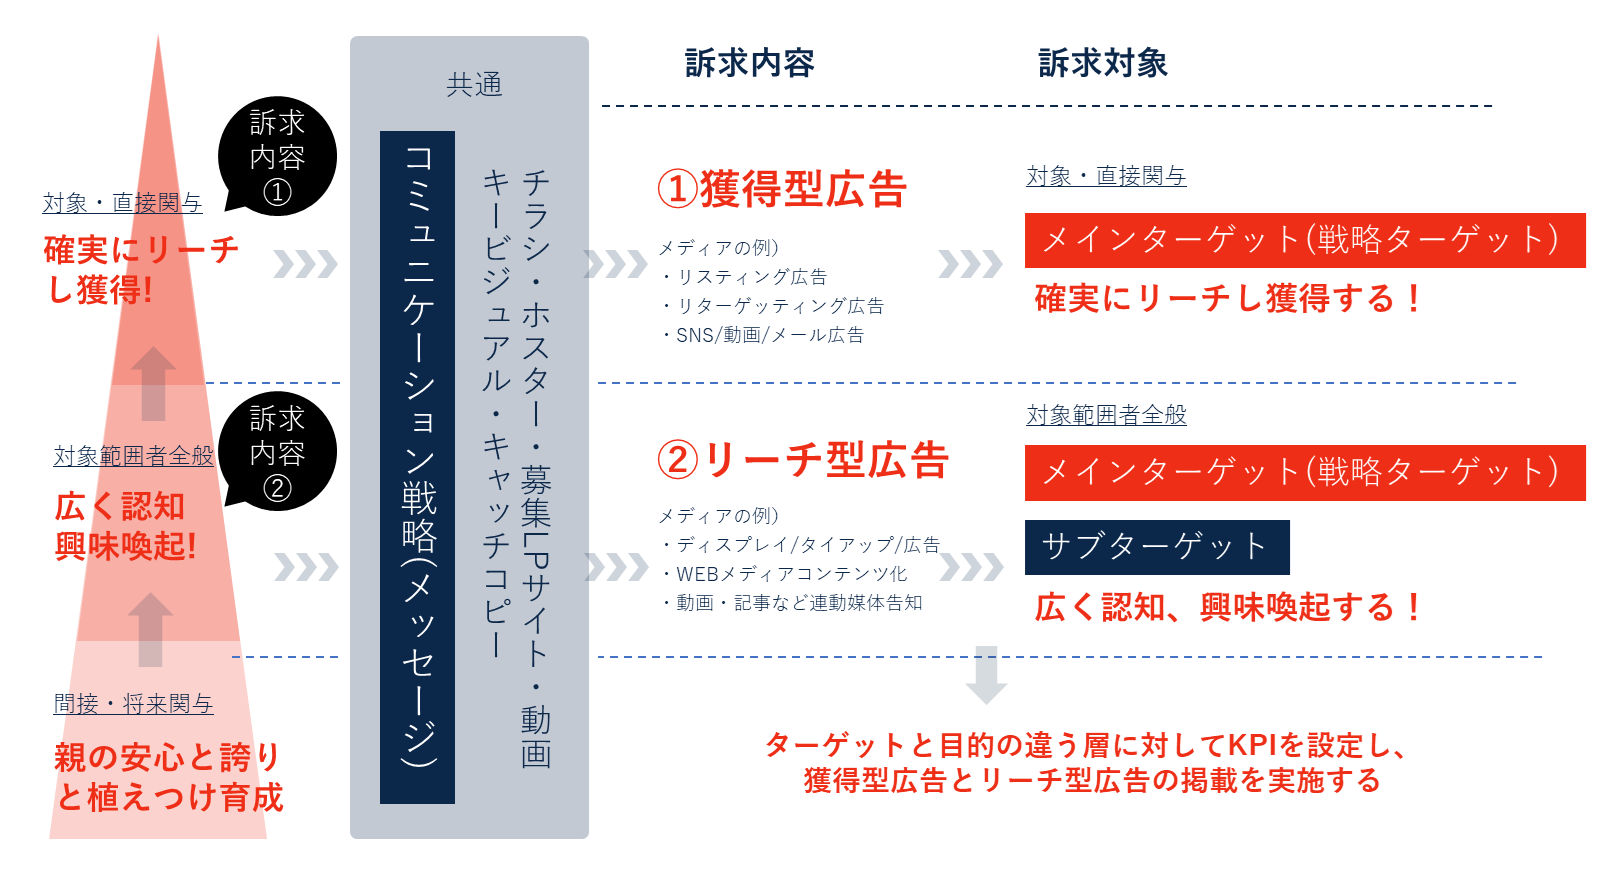 訴求
内容
①
対象・直接関与
確実にリーチ
し獲得!
訴求
内容
②
対象範囲者全般
広く認知
興味喚起!
間接・将来関与
親の安心と誇り
と植えつけ育成
共通
コミュニケーション戦略(メッセージ)
チラシ・ホスター・募集LPサイト・動画
キービジュアル・キャッチコピー
訴求内容
訴求対象
①獲得型広告
メディアの例)
・リスティング広告
・リターゲッティング広告
・SNS/動画/メール広告
対象・直接関与
メインターゲット(戦略ターゲット)
確実にリーチし獲得する！
②リーチ型広告
メディアの例)
・ディスプレイ/タイアップ/広告
・WEBメディアコンテンツ化
・動画・記事など連動媒体告知
対象範囲者全般
メインターゲット(戦略ターゲット)
サブターゲット
広く認知、興味喚起する！
ターゲットと目的の違う層に対してKPIを設定し、
獲得型広告とリーチ型広告の掲載を実施する